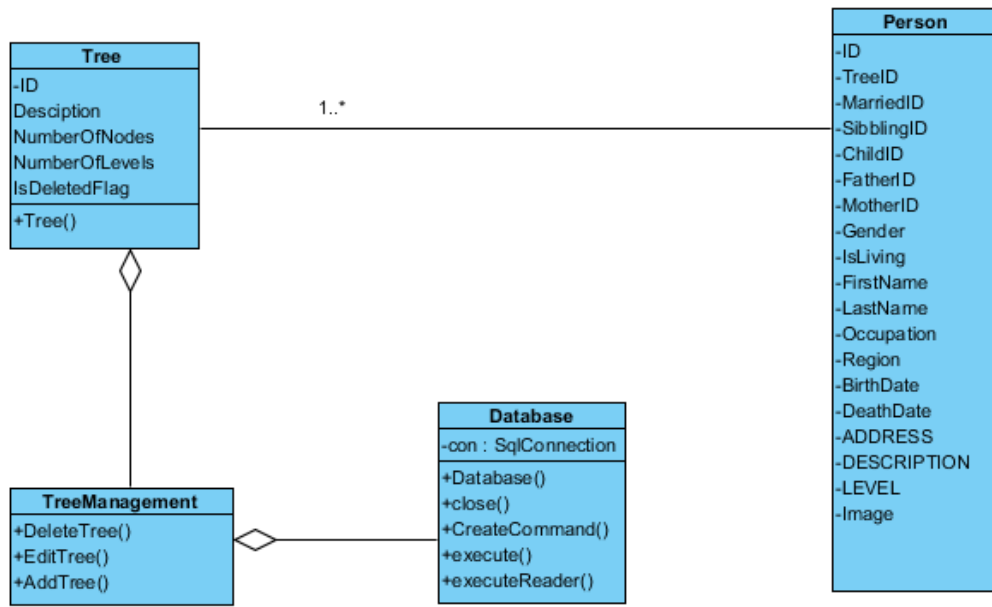 Tree
-ID
Desciption
NumberOfNodes
NumberOfLevels
IsDeletedFlag
+Tree()
1..*
Person
-ID
-TreeID
-MarriedID
-SibblingID
-ChildID
-FatherID
-MotherID
-Gender
-IsLiving
-FirstName
-LastName
-Occupation
-Region
-BirthDate
-DeathDate
-ADDRESS
-DESCRIPTION
-LEVEL
-Image
TreeManagement
+DeleteTree()
+EditTree()
+AddTree()
Database
-con : SqlConnection
+Database()
+close()
+CreateCommand()
+execute()
+executeReader()